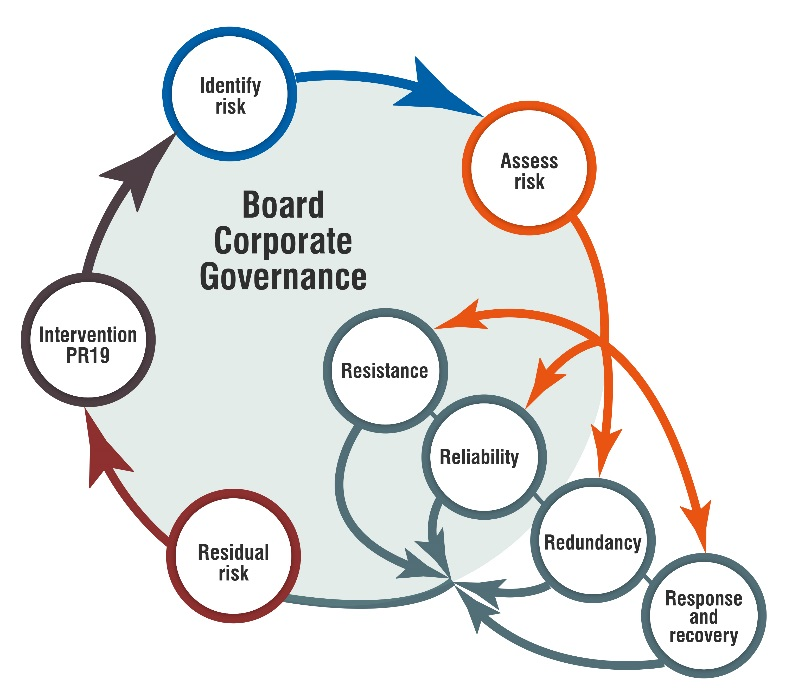 Identify
risk
Assess
risk
Board
Corporate
Governance
Intervention
PR19
Resistance
Reliability
Redundancy
Residual
risk
Response
and
recovery